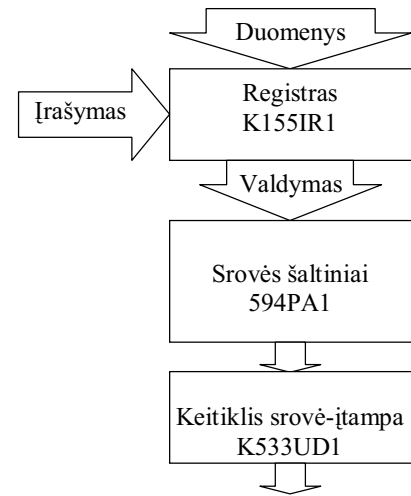 Duomenys
Įrašymas
Registras
K155IR1
Valdymas
Srovės šaltiniai
594PA1
Keitiklis srovė-įtampa
K533UD1